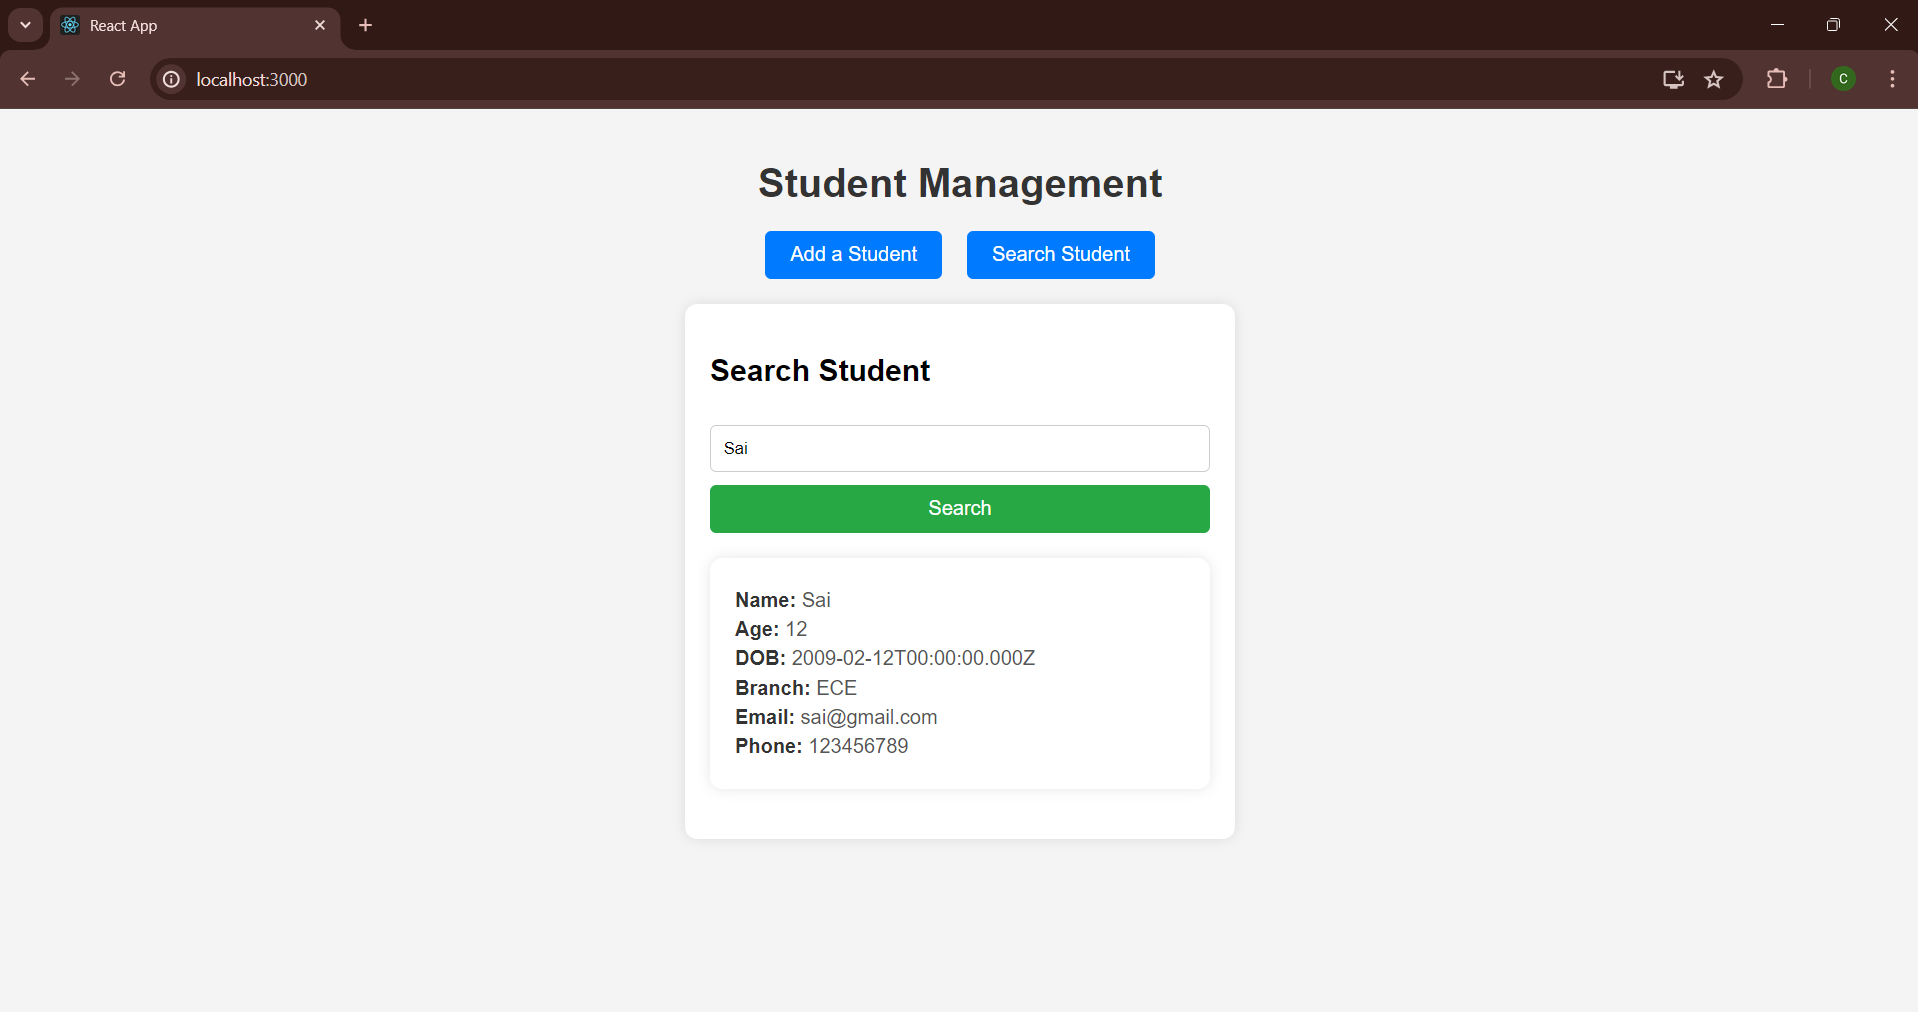 React App
localhost:3000
C
Student Management
Add a Student
Search Student
Search Student
Sai
Search
Name: Sai
Age: 12
DOB: 2009-02-12T00:00:00.000Z
Branch: ECE
Email: sai@gmail.com
Phone: 123456789